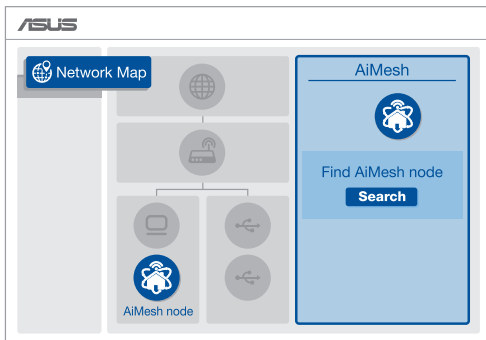 ASUS
Network Map
AiMesh
Find AiMesh node
Search
AiMesh node